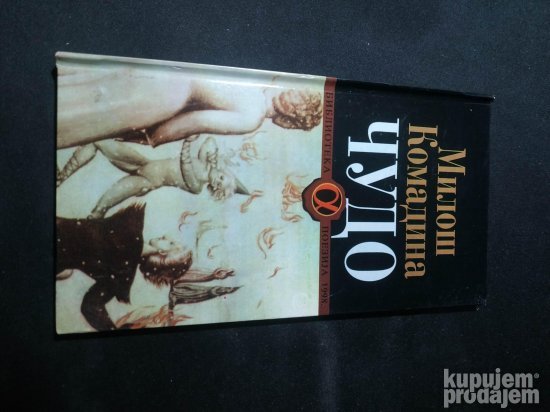 Милош
Комадина
ЧУДО
БИБЛИОТЕКА α ПОЕЗИЈА 1998.
kupujem
prodajem